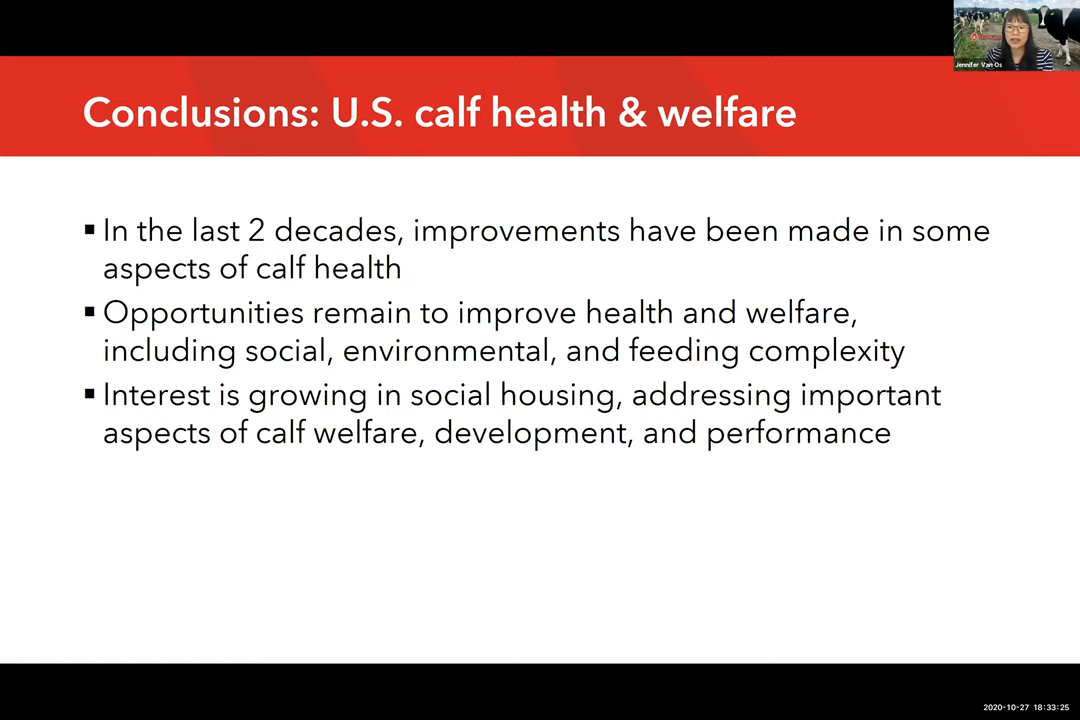 Jennifer Van Os
Conclusions: U.S. calf health & welfare
▪ In the last 2 decades, improvements have been made in some
aspects of calf health
▪ Opportunities remain to improve health and welfare,
including social, environmental, and feeding complexity
▪ Interest is growing in social housing, addressing important
aspects of calf welfare, development, and performance
2020-10-27 18:33:25